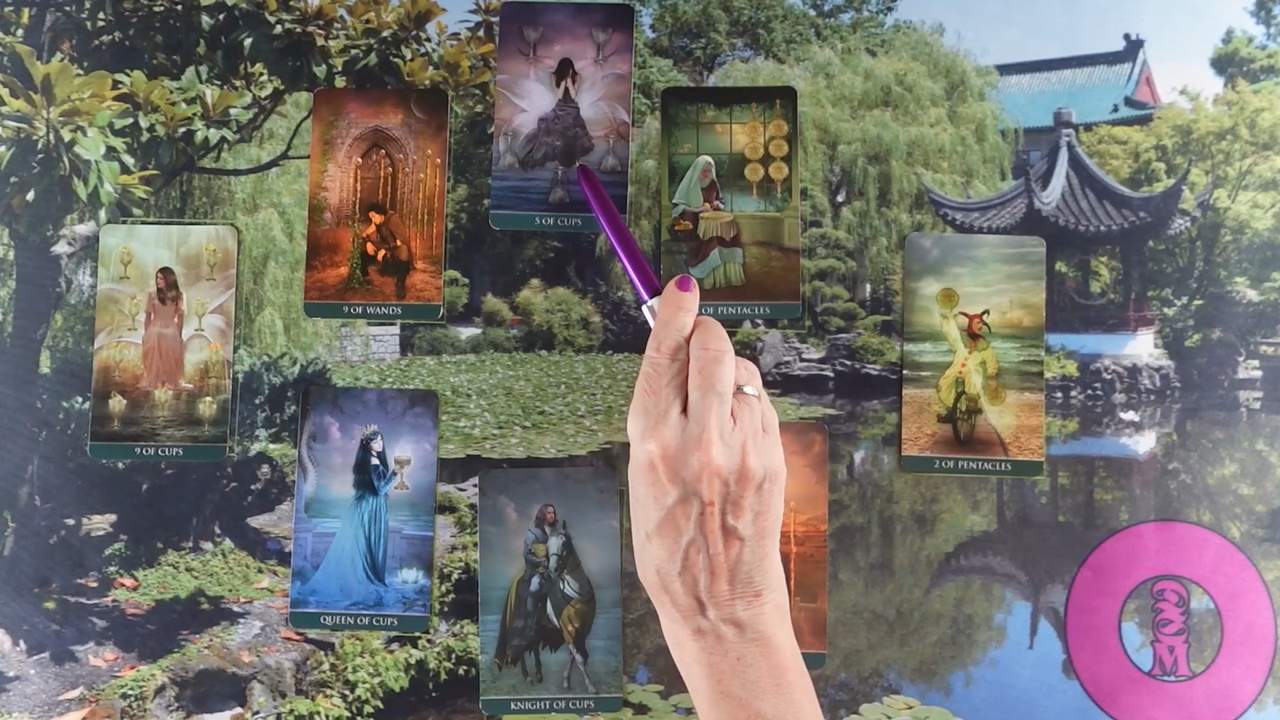 5 OF CUPS
9 OF WANDS
OF PENTACLES
9 OF CUPS
2 OF PENTACLES
QUEEN OF CUPS
KNIGHT OF CUPS